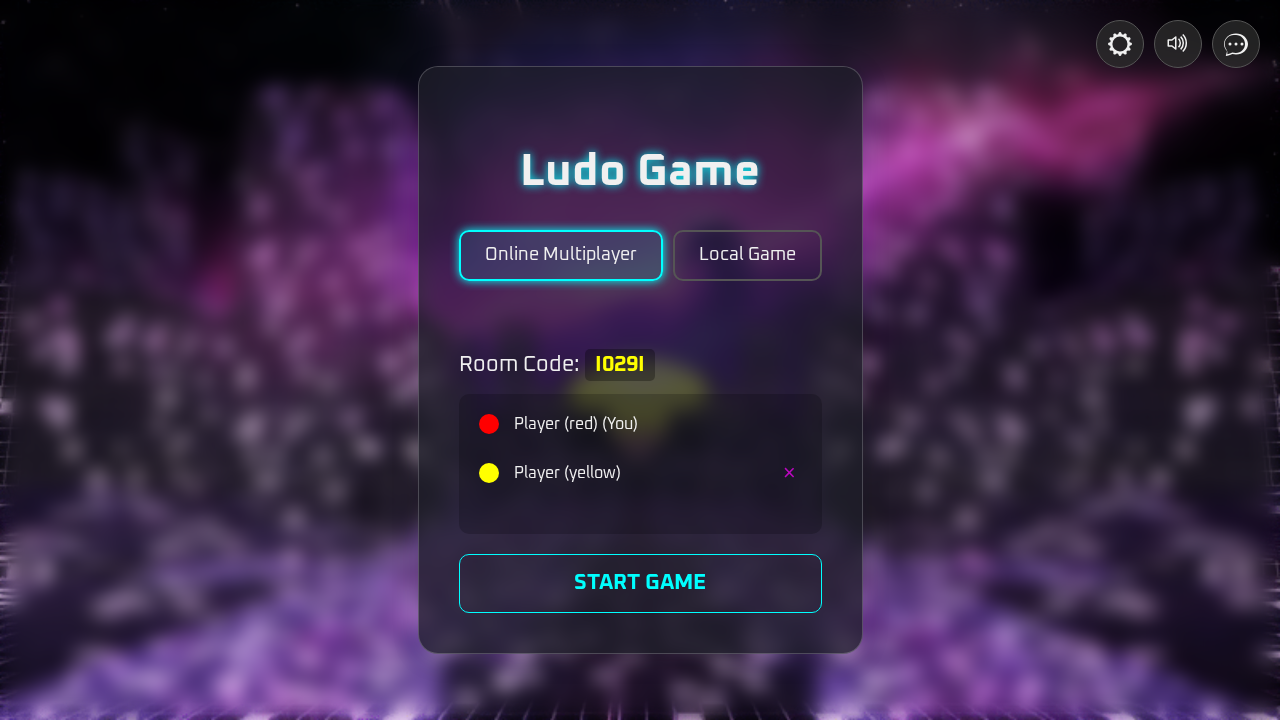 Ludo Game
Online Multiplayer
Local Game
Room Code: 10291
Player (red) (You)
Player (yellow) ×
START GAME